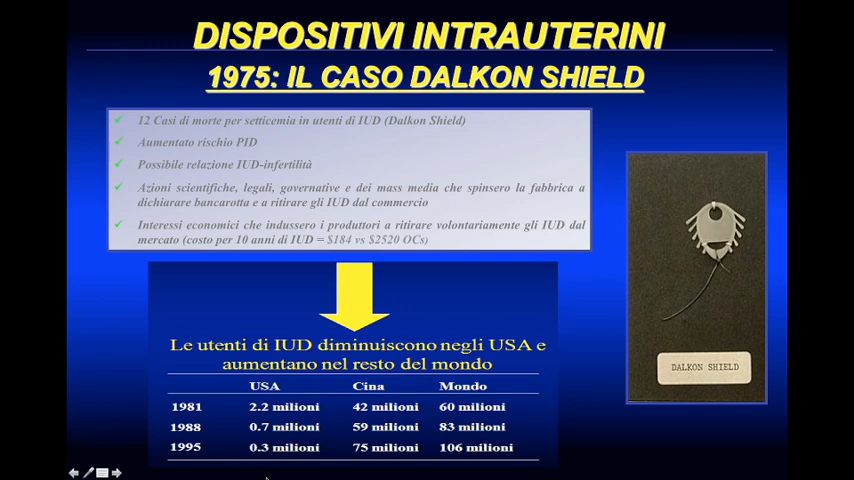 DISPOSITIVI INTRAUTERINI
1975: IL CASO DALKON SHIELD
12 Casi di morte per setticemia in utenti di IUD (Dalkon Shield)
Aumentato rischio PID
Possibile relazione IUD-infertilità
Azioni scientifiche, legali, governative e dei mass media che spinsero la fabbrica a
dichiarare bancarotta e a ritirare gli IUD dal commercio
Interessi economici che indussero i produttori a ritirare volontariamente gli IUD dal
mercato (costo per 10 anni di IUD = $184 vs $2520 OCs)
DALKON SHIELD
Le utenti di IUD diminuiscono negli USA e
aumentano nel resto del mondo
USA Cina Mondo
1981 2.2 milioni 42 milioni 60 milioni
1988 0.7 milioni 59 milioni 83 milioni
1995 0.3 milioni 75 milioni 106 milioni